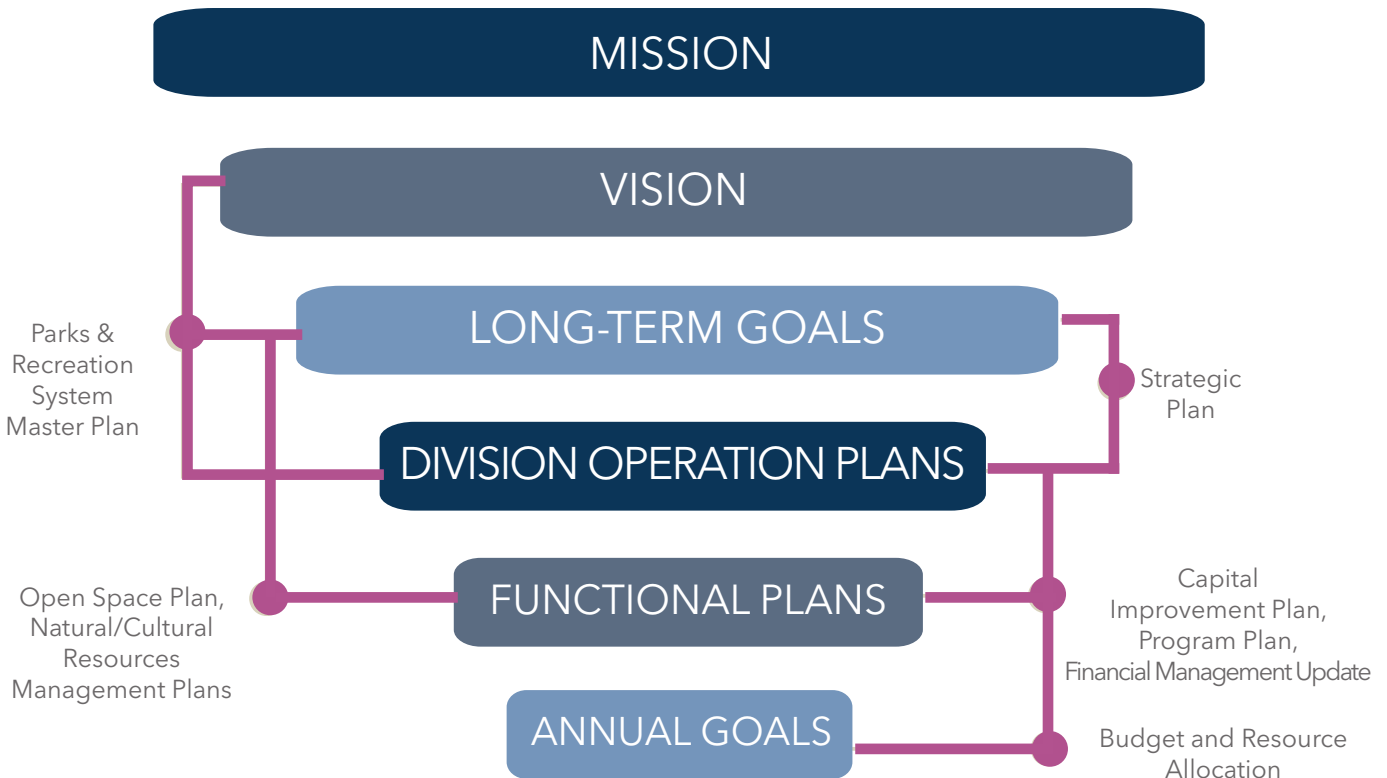 MISSION
VISION
LONG-TERM GOALS
Parks &
Recreation
System
Master Plan
Strategic
Plan
DIVISION OPERATION PLANS
FUNCTIONAL PLANS
Open Space Plan,
Natural/Cultural
Resources
Management Plans
Capital
Improvement Plan,
Program Plan,
Financial Management Update
ANNUAL GOALS
Budget and Resource
Allocation